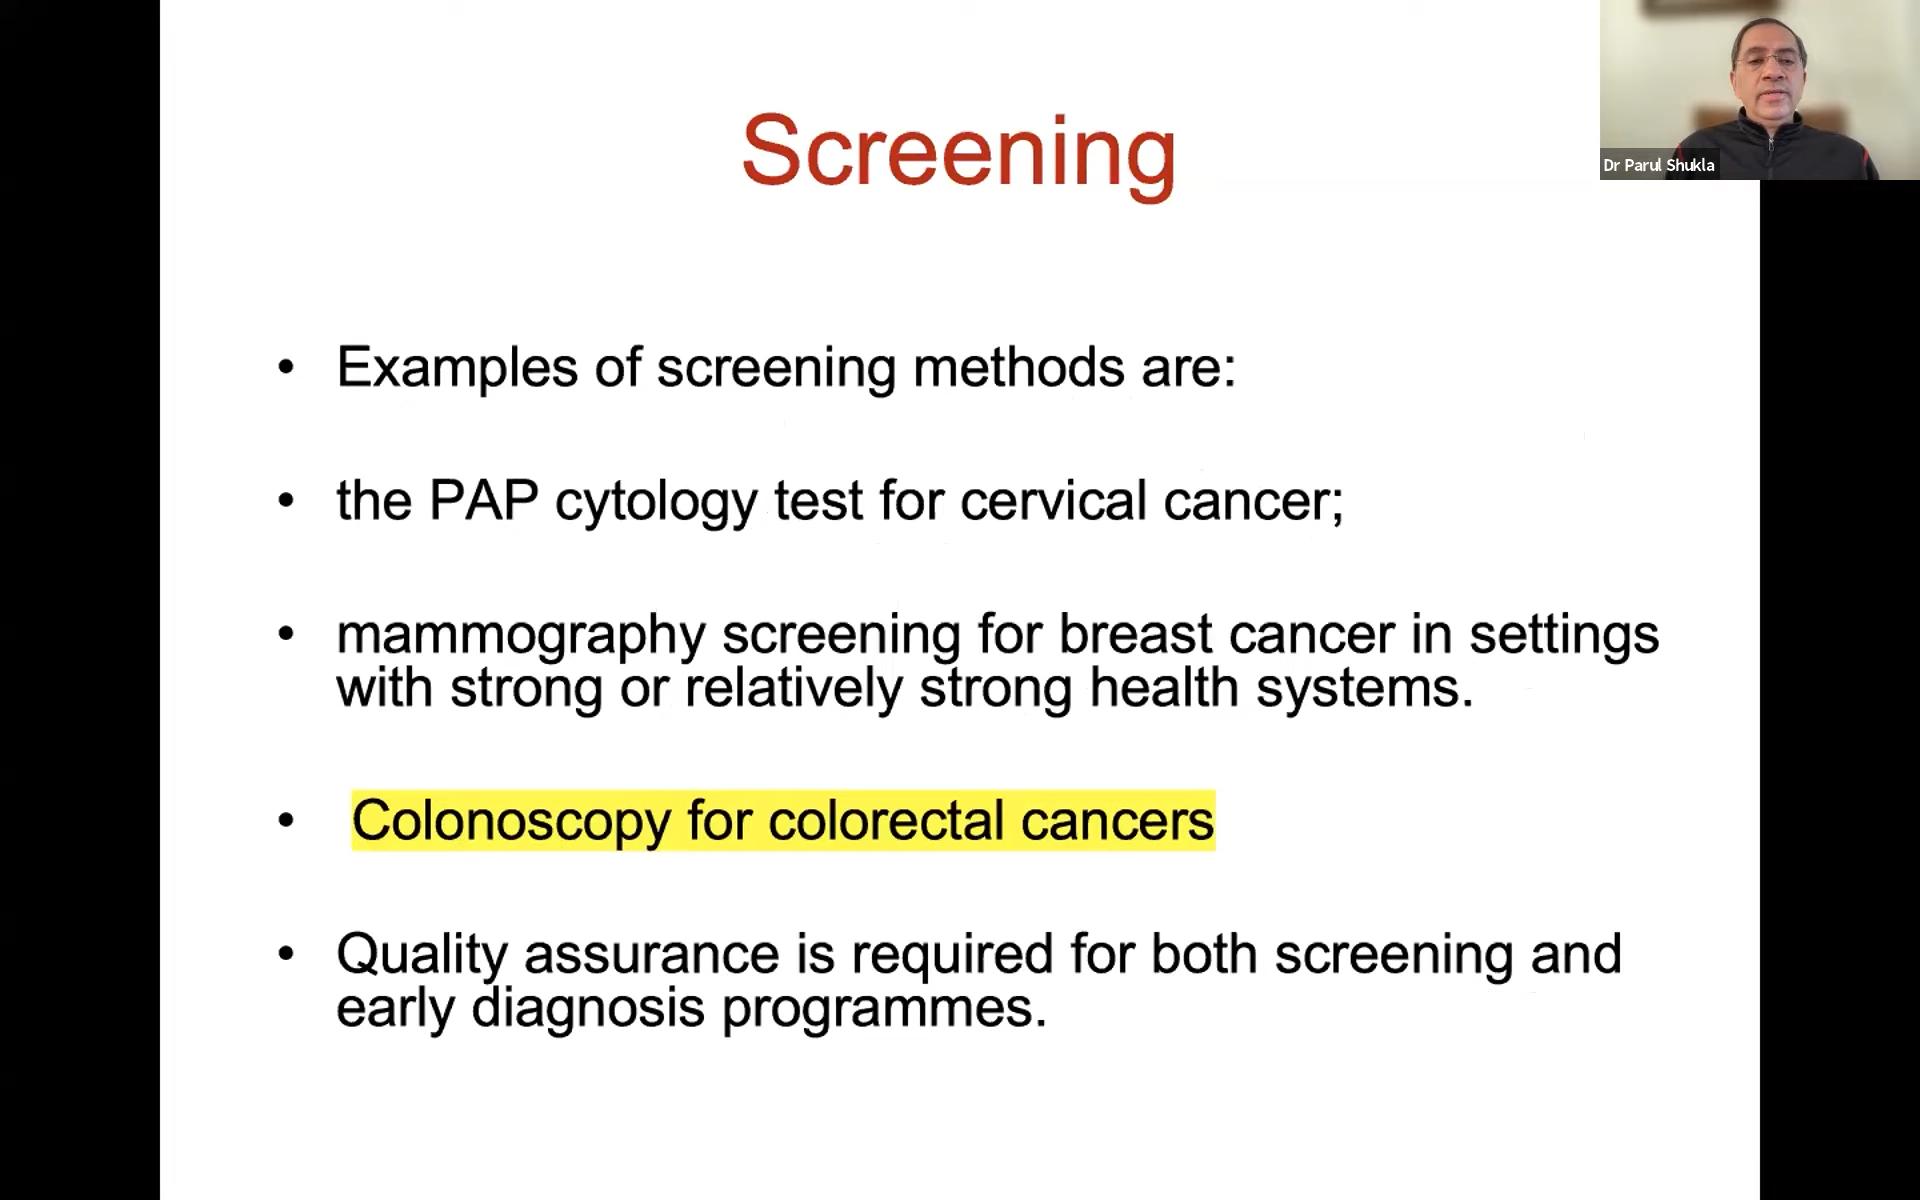 Screening
Dr Parul Shukla
• Examples of screening methods are:
• the PAP cytology test for cervical cancer;
• mammography screening for breast cancer in settings
with strong or relatively strong health systems.
• Colonoscopy for colorectal cancers
• Quality assurance is required for both screening and
early diagnosis programmes.